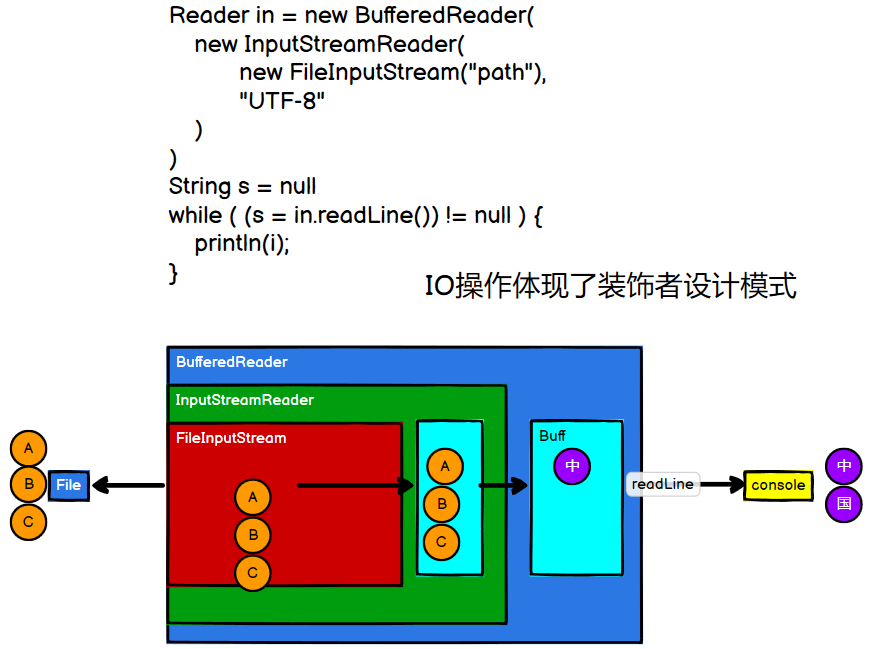 Reader in = new BufferedReader(
new InputStreamReader(
new FileInputStream("path"),
"UTF-8"
)
)
String s = null
while ( (s = in.readLine()) != null ) {
println(i);
}
IO操作体现了装饰者设计模式
BufferedReader
InputStreamReader
FileInputStream
Buff
A
B
C
File
A
B
C
A
B
C
中
readLine
console
中
国